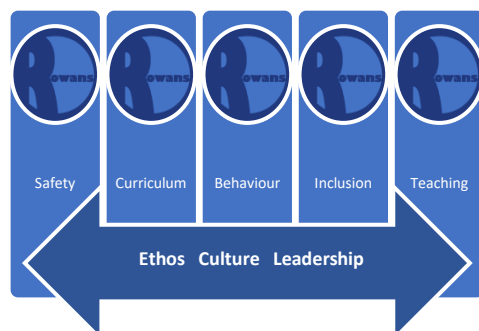 Rowans Rowans Rowans Rowans Rowans
Safety Curriculum Behaviour Inclusion Teaching
Ethos Culture Leadership